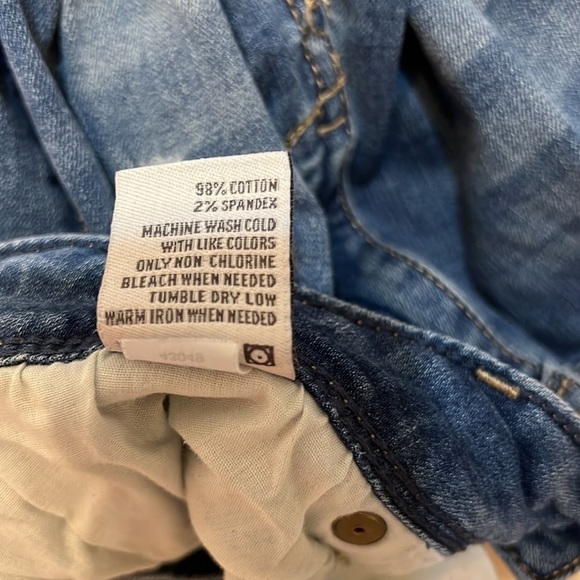 98% COTTON
2% SPANDEX
MACHINE WASH COLD
WITH LIKE COLORS
ONLY NON-CHLORINE
BLEACH WHEN NEEDED
TUMBLE DRY LOW
WARM IRON WHEN NEEDED